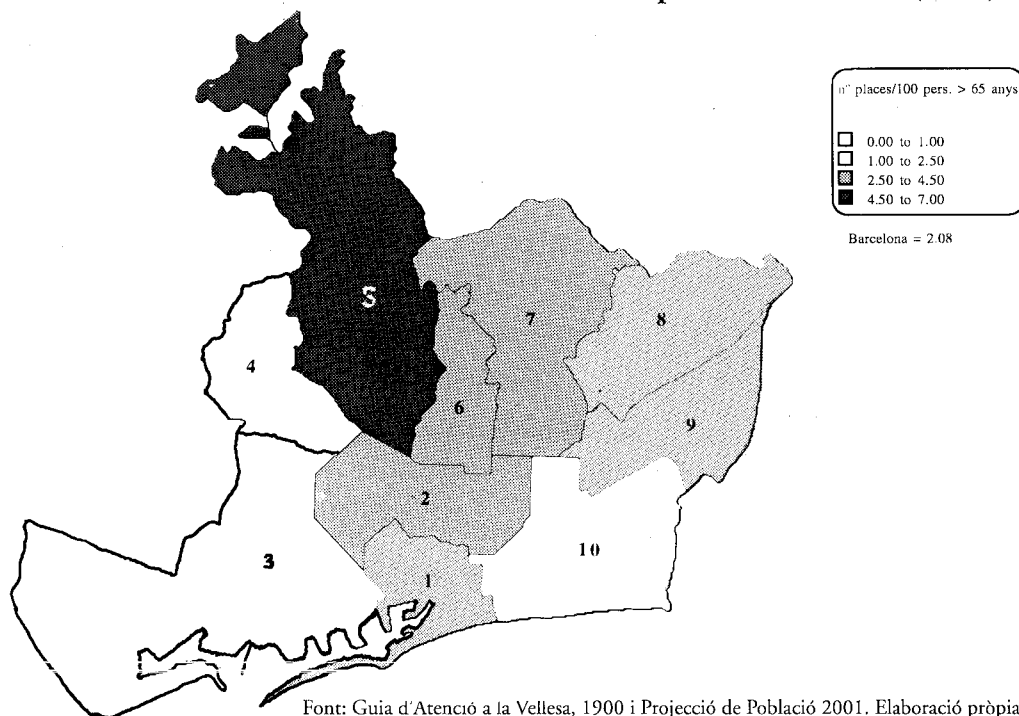 n° places/100 pers. > 65 anys
0.00 to 1.00
1.00 to 2.50
2.50 to 4.50
4.50 to 7.00
Barcelona = 2.08
S
7
8
4
6
9
2
10
3
1
Font: Guia d'Atenció a la Vellesa, 1900 i Projecció de Població 2001. Elaboració pròpia